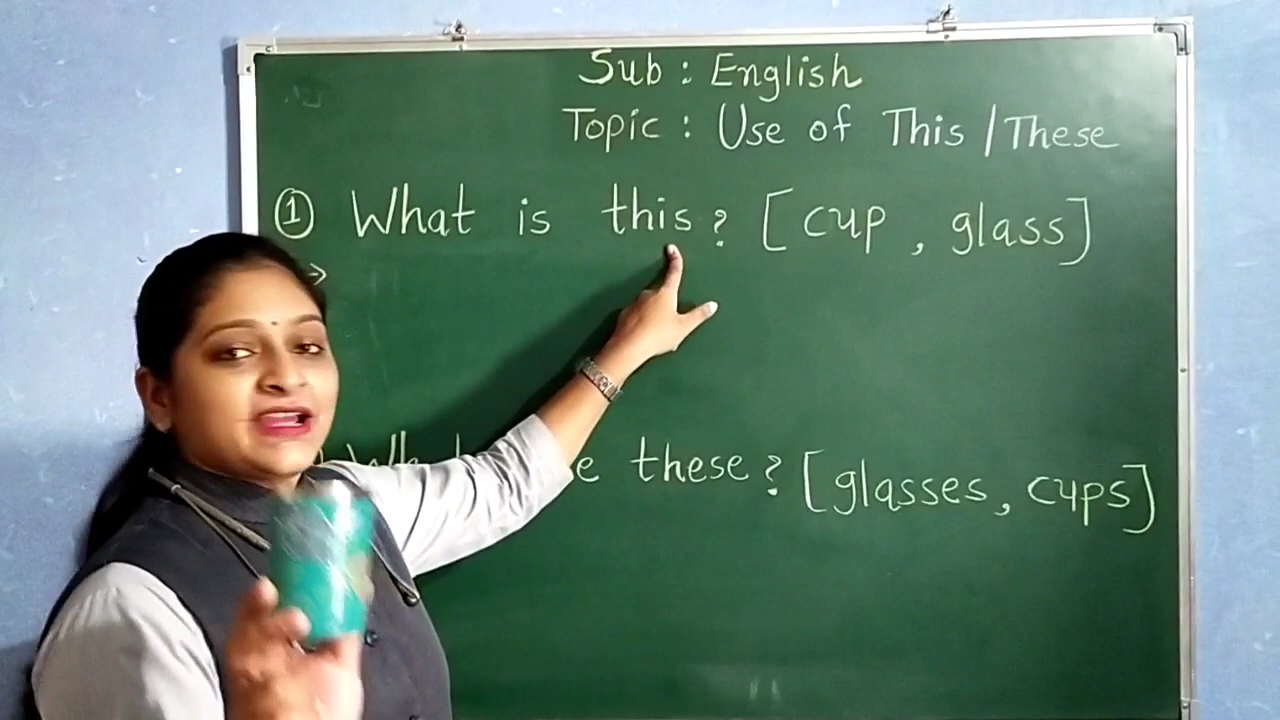 Sub : English
Topic : Use of This / These
① What is this ? [ cup , glass ]
→
these ? [ glasses , cups ]